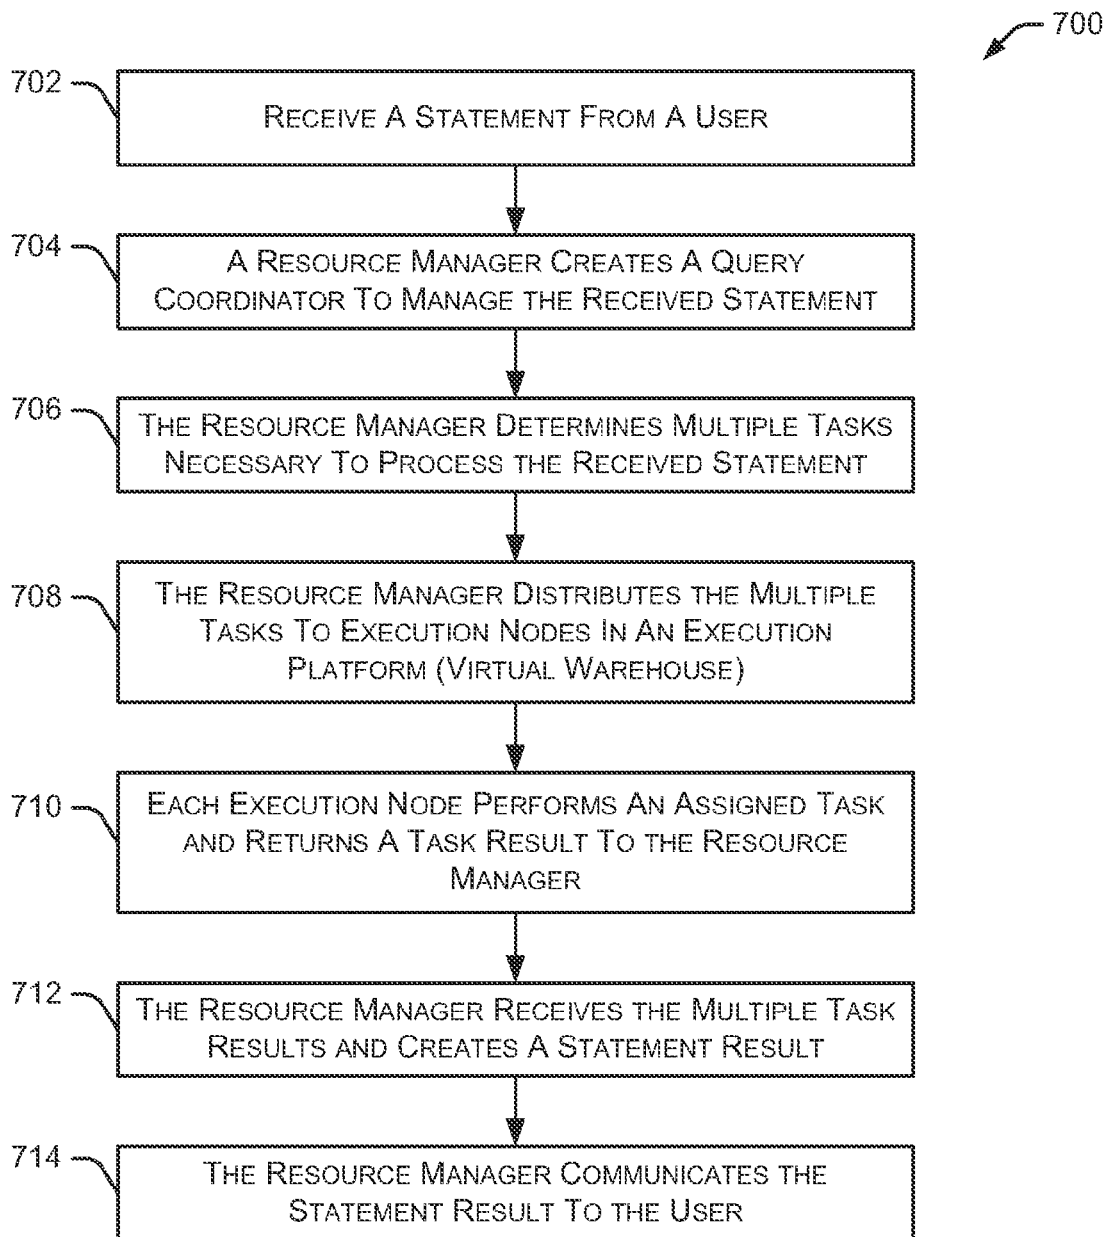 700
702
RECEIVE A STATEMENT FROM A USER
704
A RESOURCE MANAGER CREATES A QUERY
COORDINATOR TO MANAGE THE RECEIVED STATEMENT
706
THE RESOURCE MANAGER DETERMINES MULTIPLE TASKS
NECESSARY TO PROCESS THE RECEIVED STATEMENT
708
THE RESOURCE MANAGER DISTRIBUTES THE MULTIPLE
TASKS TO EXECUTION NODES IN AN EXECUTION
PLATFORM (VIRTUAL WAREHOUSE)
710
EACH EXECUTION NODE PERFORMS AN ASSIGNED TASK
AND RETURNS A TASK RESULT TO THE RESOURCE
MANAGER
712
THE RESOURCE MANAGER RECEIVES THE MULTIPLE TASK
RESULTS AND CREATES A STATEMENT RESULT
714
THE RESOURCE MANAGER COMMUNICATES THE
STATEMENT RESULT TO THE USER